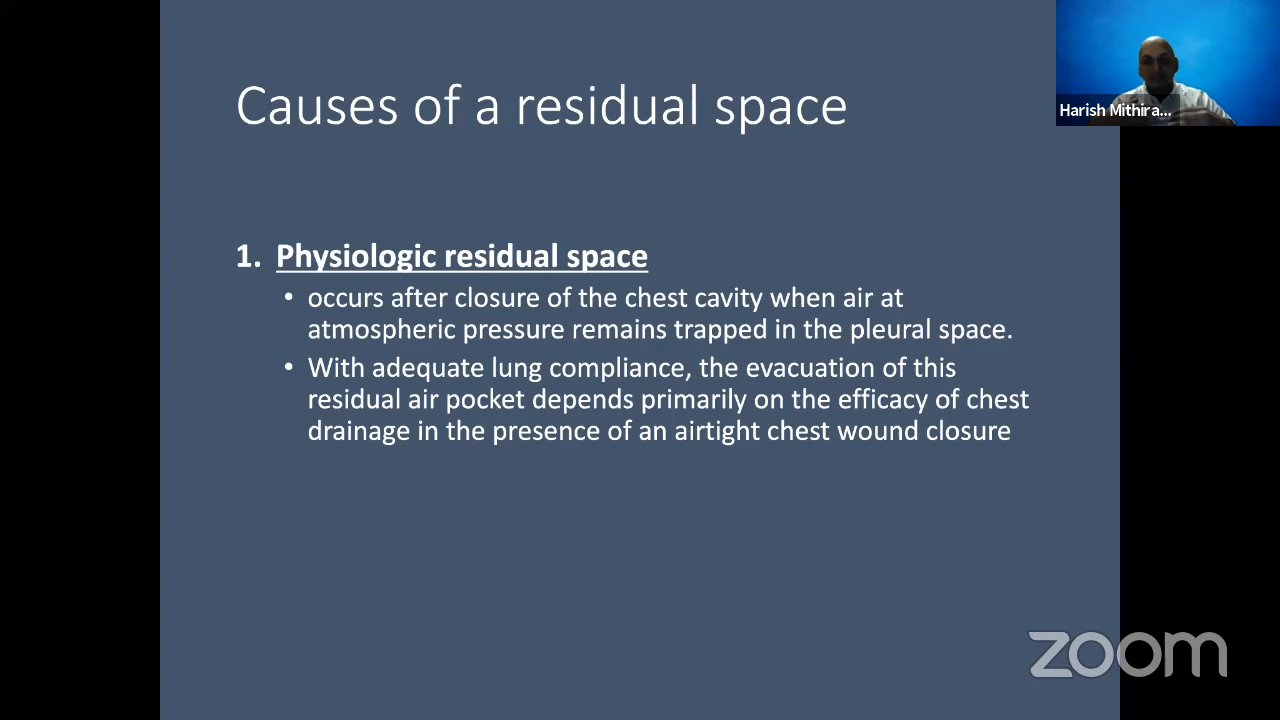 Causes of a residual space
Harish Mithira...
1. Physiologic residual space
• occurs after closure of the chest cavity when air at
atmospheric pressure remains trapped in the pleural space.
• With adequate lung compliance, the evacuation of this
residual air pocket depends primarily on the efficacy of chest
drainage in the presence of an airtight chest wound closure
zoom